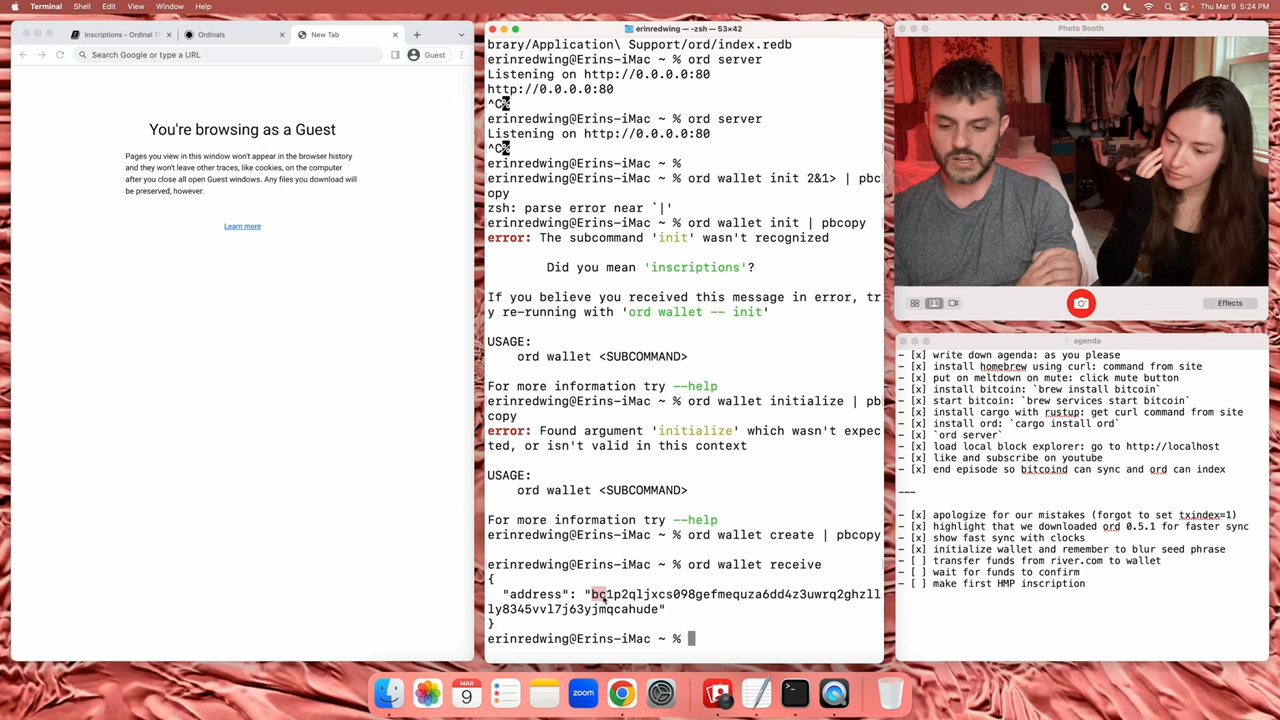 Terminal Shell Edit View Window Help
Thu Mar 9 5:24 PM
Inscriptions - Ordinal T
Ordinals
New Tab
Search Google or type a URL
Guest
You're browsing as a Guest
Pages you view in this window won't appear in the browser history
and they won't leave other traces, like cookies, on the computer
after you close all open Guest windows. Any files you download will
be preserved, however.
Learn more
erinredwing — -zsh — 53×42
brary/Application\ Support/ord/index.redb
erinredwing@Erins-iMac ~ % ord server
Listening on http://0.0.0.0:80
http://0.0.0.0:80
^C%
erinredwing@Erins-iMac ~ % ord server
Listening on http://0.0.0.0:80
^C%
erinredwing@Erins-iMac ~ %
erinredwing@Erins-iMac ~ % ord wallet init 2&1> | pbc
opy
zsh: parse error near `|'
erinredwing@Erins-iMac ~ % ord wallet init | pbcopy
error: The subcommand 'init' wasn't recognized
Did you mean 'inscriptions'?
If you believe you received this message in error, tr
y re-running with 'ord wallet -- init'
USAGE:
ord wallet <SUBCOMMAND>
For more information try --help
erinredwing@Erins-iMac ~ % ord wallet initialize | pb
copy
error: Found argument 'initialize' which wasn't expec
ted, or isn't valid in this context
USAGE:
ord wallet <SUBCOMMAND>
For more information try --help
erinredwing@Erins-iMac ~ % ord wallet create | pbcopy
erinredwing@Erins-iMac ~ % ord wallet receive
{
"address": "bc1p2qljxcs098gefmequza6dd4z3uwrq2ghzll
ly8345vvl7j63yjmqcahude"
}
erinredwing@Erins-iMac ~ %
Photo Booth
Effects
agenda
- [x] write down agenda: as you please
- [x] install homebrew using curl: command from site
- [x] put on meltdown on mute: click mute button
- [x] install bitcoin: `brew install bitcoin`
- [x] start bitcoin: `brew services start bitcoin`
- [x] install cargo with rustup: get curl command from site
- [x] install ord: `cargo install ord`
- [x] `ord server`
- [x] load local block explorer: go to http://localhost
- [x] like and subscribe on youtube
- [x] end episode so bitcoind can sync and ord can index
---
- [x] apologize for our mistakes (forgot to set txindex=1)
- [x] highlight that we downloaded ord 0.5.1 for faster sync
- [x] show fast sync with clocks
- [x] initialize wallet and remember to blur seed phrase
- [ ] transfer funds from river.com to wallet
- [ ] wait for funds to confirm
- [ ] make first HMP inscription
MAR
9
zoom